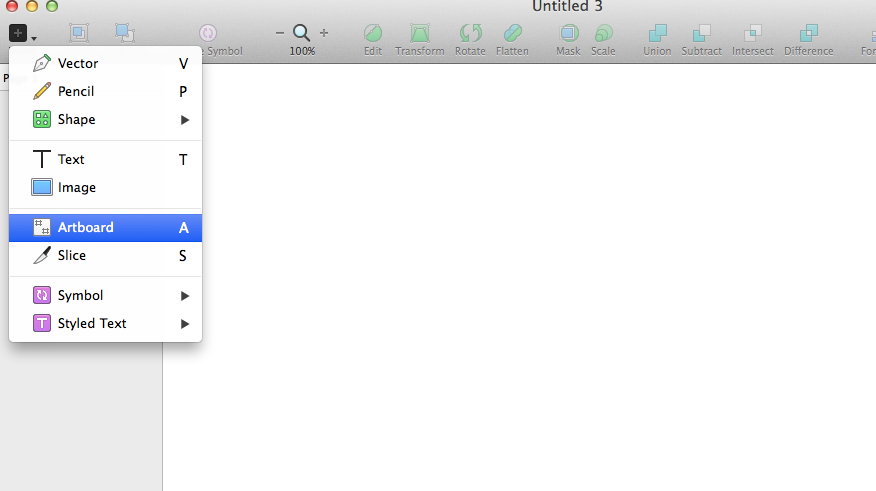 Untitled 3
Symbol
100%
Edit
Transform
Rotate
Flatten
Mask
Scale
Union
Subtract
Intersect
Difference
Vector V
Pencil P
Shape
Text T
Image
Artboard A
Slice S
Symbol
Styled Text